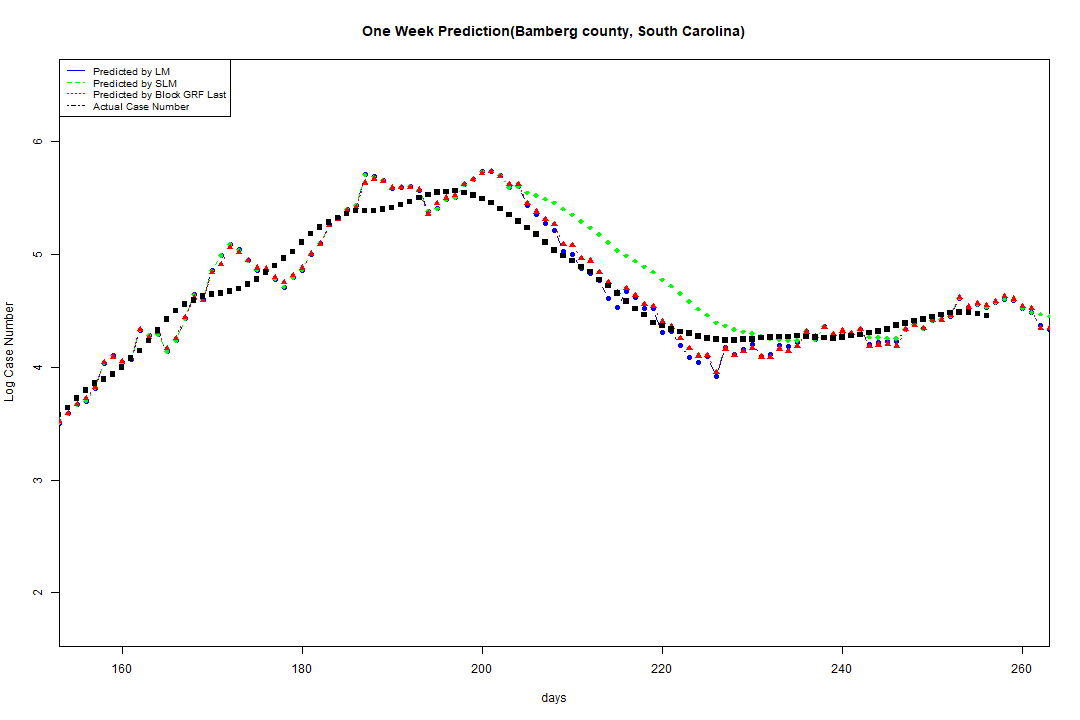 One Week Prediction(Bamberg county, South Carolina)
Predicted by LM
Predicted by SLM
Predicted by Block GRF Last
Actual Case Number
Log Case Number
6
5
4
3
2
160 180 200 220 240 260
days